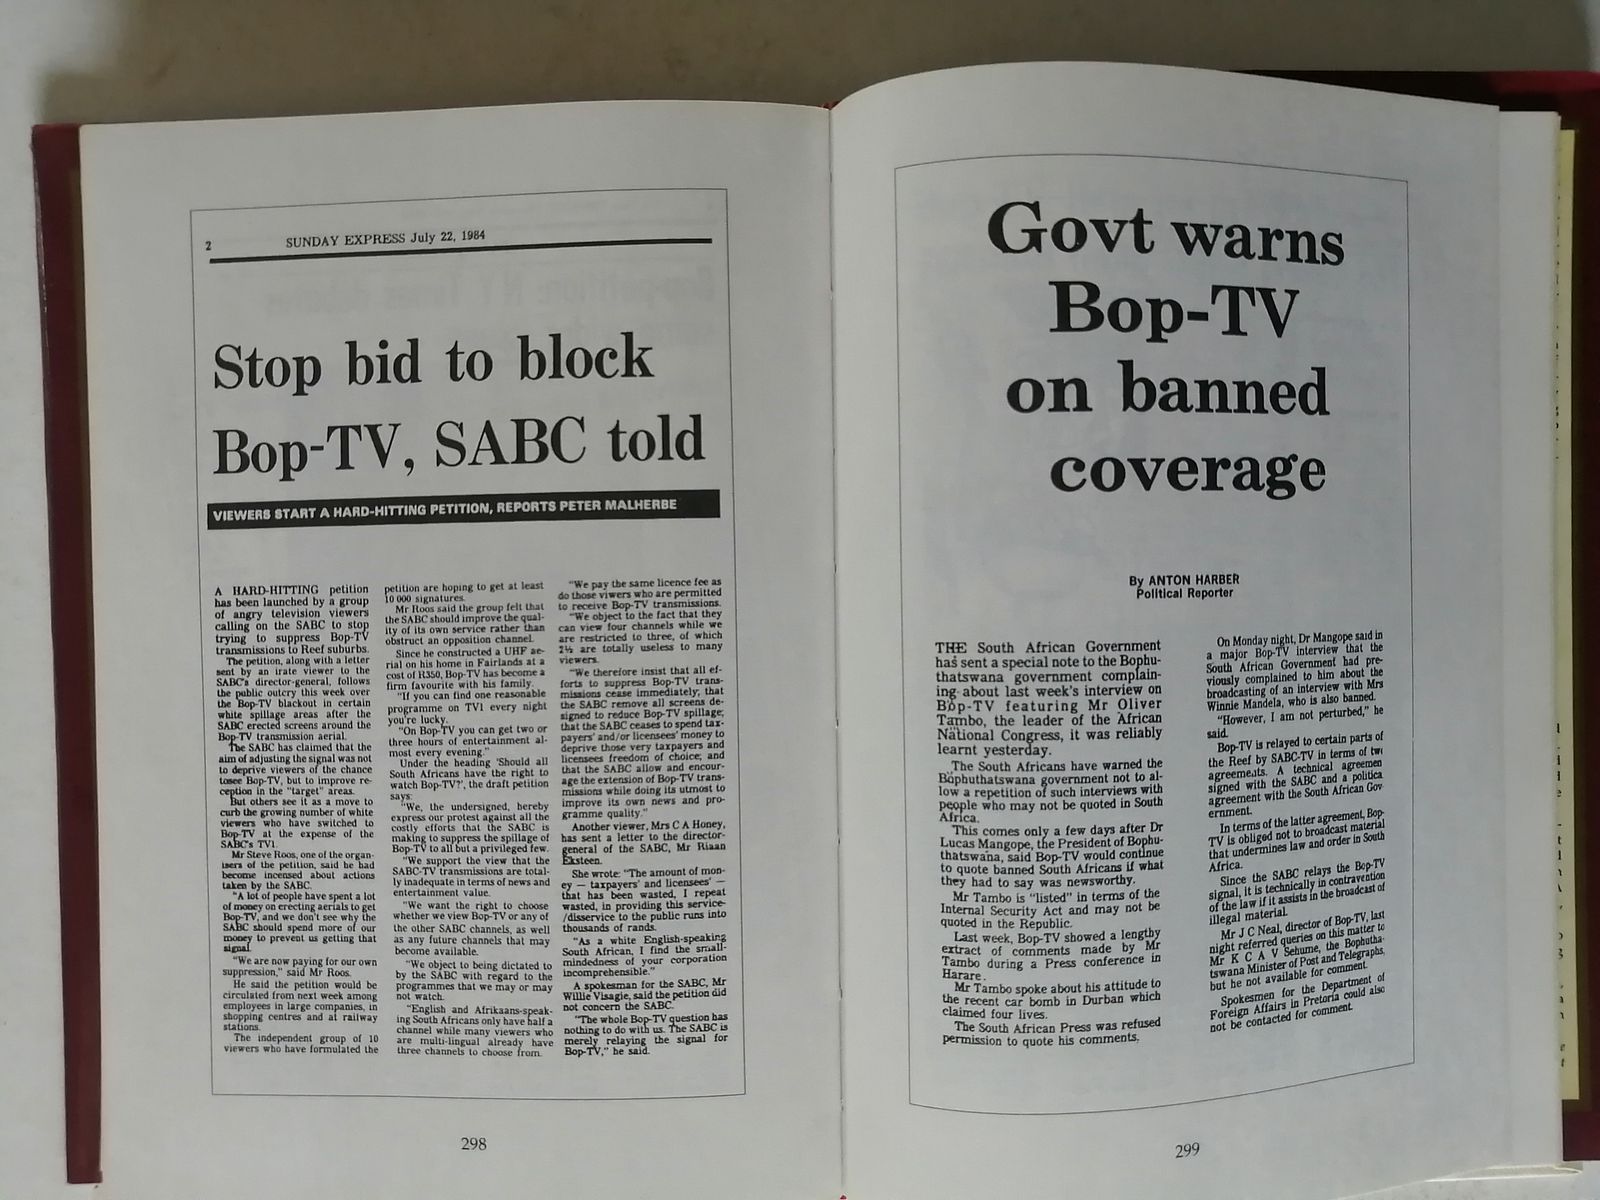 2 SUNDAY EXPRESS July 22, 1984
Stop bid to block
Bop-TV, SABC told
VIEWERS START A HARD-HITTING PETITION, REPORTS PETER MALHERBE
A HARD-HITTING petition
has been launched by a group
of angry television viewers
calling on the SABC to stop
trying to suppress Bop-TV
transmissions to Reef suburbs.
The petition, along with a letter
sent by an irate viewer to the
SABC's director-general, follows
the public outcry this week over
the Bop-TV blackout in certain
white spillage areas after the
SABC erected screens around the
Bop-TV transmission aerial.
The SABC has claimed that the
aim of adjusting the signal was not
to deprive viewers of the chance
tosee Bop-TV, but to improve re-
ception in the "target" areas.
But others see it as a move to
curb the growing number of white
viewers who have switched to
Bop-TV at the expense of the
SABC's TV1.
Mr Steve Roos, one of the organ-
isers of the petition, said he had
become incensed about actions
taken by the SABC.
"A lot of people have spent a lot
of money on erecting aerials to get
Bop-TV, and we don't see why the
SABC should spend more of our
money to prevent us getting that
signal.
"We are now paying for our own
suppression," said Mr Roos.
He said the petition would be
circulated from next week among
employees in large companies, in
shopping centres and at railway
stations.
The independent group of 10
viewers who have formulated the
petition are hoping to get at least
10 000 signatures.
Mr Roos said the group felt that
the SABC should improve the qual-
ity of its own service rather than
obstruct an opposition channel.
Since he constructed a UHF ae-
rial on his home in Fairlands at a
cost of R350, Bop-TV has become a
firm favourite with his family.
"If you can find one reasonable
programme on TV1 every night
you're lucky.
"On Bop-TV you can get two or
three hours of entertainment al-
most every evening."
Under the heading 'Should all
South Africans have the right to
watch Bop-TV?', the draft petition
says:
"We, the undersigned, hereby
express our protest against all the
costly efforts that the SABC is
making to suppress the spillage of
Bop-TV to all but a privileged few.
"We support the view that the
SABC-TV transmissions are total-
ly inadequate in terms of news and
entertainment value.
"We want the right to choose
whether we view Bop-TV or any of
the other SABC channels, as well
as any future channels that may
become available.
"We object to being dictated to
by the SABC with regard to the
programmes that we may or may
not watch.
"English and Afrikaans-speak-
ing South Africans only have half a
channel while many viewers who
are multi-lingual already have
three channels to choose from.
"We pay the same licence fee as
do those viwers who are permitted
to receive Bop-TV transmissions.
"We object to the fact that they
can view four channels while we
are restricted to three, of which
2½ are totally useless to many
viewers.
"We therefore insist that all ef-
forts to suppress Bop-TV trans-
missions cease immediately; that
the SABC remove all screens de-
signed to reduce Bop-TV spillage;
that the SABC ceases to spend tax-
payers' and/or licensees' money to
deprive those very taxpayers and
licensees freedom of choice; and
that the SABC allow and encour-
age the extension of Bop-TV trans-
missions while doing its utmost to
improve its own news and pro-
gramme quality."
Another viewer, Mrs C A Honey,
has sent a letter to the director-
general of the SABC, Mr Riaan
Eksteen.
She wrote: "The amount of mon-
ey — taxpayers' and licensees' —
that has been wasted, I repeat
wasted, in providing this service-
/disservice to the public runs into
thousands of rands.
"As a white English-speaking
South African, I find the small-
mindedness of your corporation
incomprehensible."
A spokesman for the SABC, Mr
Willie Visagie, said the petition did
not concern the SABC.
"The whole Bop-TV question has
nothing to do with us. The SABC is
merely relaying the signal for
Bop-TV," he said.
298
Govt warns
Bop-TV
on banned
coverage
By ANTON HARBER
Political Reporter
THE South African Government
has sent a special note to the Bophu-
thatswana government complain-
ing about last week's interview on
Bop-TV featuring Mr Oliver
Tambo, the leader of the African
National Congress, it was reliably
learnt yesterday.
The South Africans have warned the
Bophuthatswana government not to al-
low a repetition of such interviews with
people who may not be quoted in South
Africa.
This comes only a few days after Dr
Lucas Mangope, the President of Bophu-
thatswana, said Bop-TV would continue
to quote banned South Africans if what
they had to say was newsworthy.
Mr Tambo is "listed" in terms of the
Internal Security Act and may not be
quoted in the Republic.
Last week, Bop-TV showed a lengthy
extract of comments made by Mr
Tambo during a Press conference in
Harare.
Mr Tambo spoke about his attitude to
the recent car bomb in Durban which
claimed four lives.
The South African Press was refused
permission to quote his comments.
On Monday night, Dr Mangope said in
a major Bop-TV interview that the
South African Government had pre-
viously complained to him about the
broadcasting of an interview with Mrs
Winnie Mandela, who is also banned.
"However, I am not perturbed," he
said.
Bop-TV is relayed to certain parts of
the Reef by SABC-TV in terms of tw
agreements. A technical agreemen
signed with the SABC and a politica
agreement with the South African Gov
ernment.
In terms of the latter agreement, Bop-
TV is obliged not to broadcast material
that undermines law and order in South
Africa.
Since the SABC relays the Bop-TV
signal, it is technically in contravention
of the law if it assists in the broadcast of
illegal material.
Mr J C Neal, director of Bop-TV, last
night referred queries on this matter to
Mr K C A V Sehume, the Bophutha-
tswana Minister of Post and Telegraphs,
but he not available for comment.
Spokesmen for the Department of
Foreign Affairs in Pretoria could also
not be contacted for comment.
299